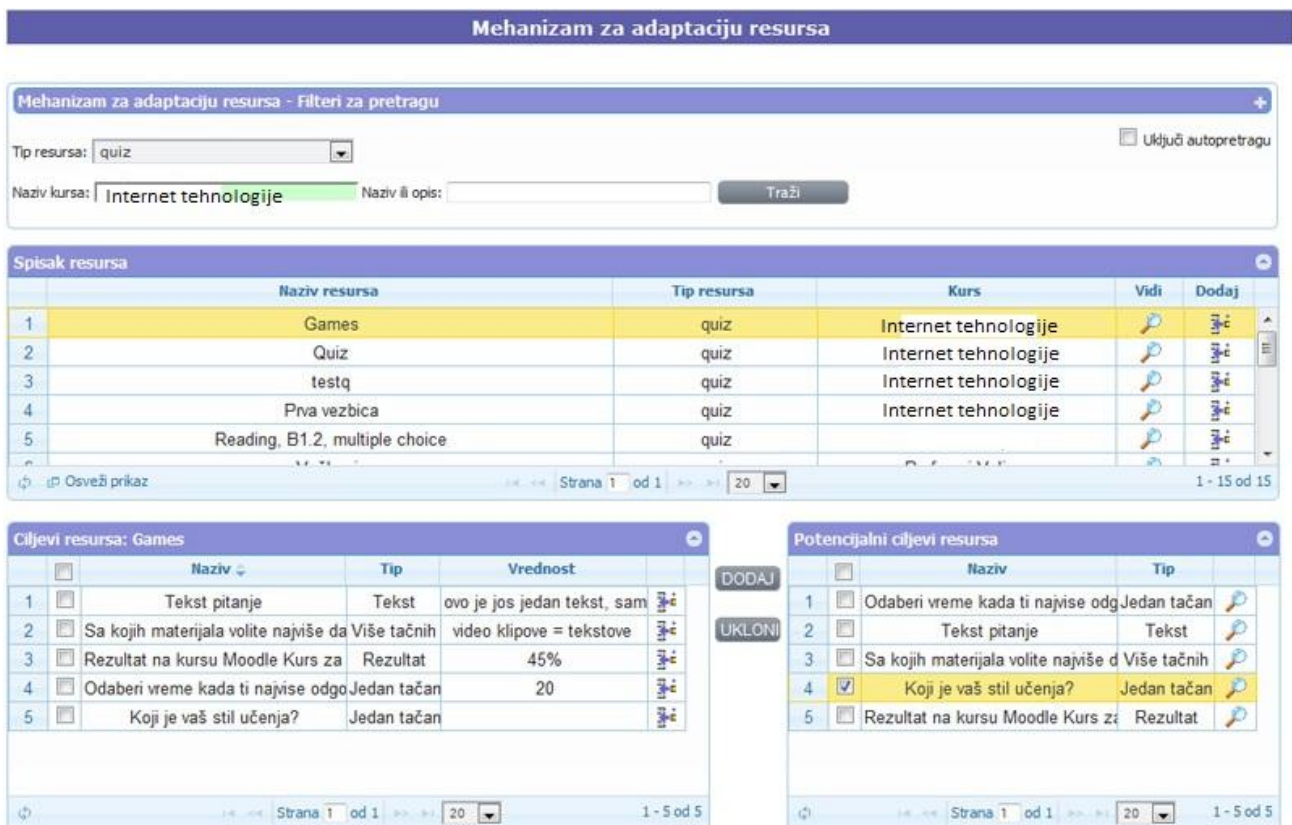 Mehanizam za adaptaciju resursa
Mehanizam za adaptaciju resursa - Filteri za pretragu
Tip resursa: quiz
Uključi autopretragu
Naziv kursa: Internet tehnologije Naziv ili opis: Traži
Spisak resursa
Naziv resursa Tip resursa Kurs Vidi Dodaj
1 Games quiz Internet tehnologije
2 Quiz quiz Internet tehnologije
3 testq quiz Internet tehnologije
4 Prva vezbica quiz Internet tehnologije
5 Reading, B1.2, multiple choice quiz
Osveži prikaz Strana 1 od 1 20 1 - 15 od 15
Ciljevi resursa: Games
Naziv Tip Vrednost
1 Tekst pitanje Tekst ovo je jos jedan tekst, sam
2 Sa kojih materijala volite najviše da Više tačnih video klipove = tekstove
3 Rezultat na kursu Moodle Kurs za Rezultat 45%
4 Odaberi vreme kada ti najvise odgo Jedan tačan 20
5 Koji je vaš stil učenja? Jedan tačan
Strana 1 od 1 20 1 - 5 od 5
DODAJ
UKLONI
Potencijalni ciljevi resursa
Naziv Tip
1 Odaberi vreme kada ti najvise odg Jedan tačan
2 Tekst pitanje Tekst
3 Sa kojih materijala volite najviše d Više tačnih
4 Koji je vaš stil učenja? Jedan tačan
5 Rezultat na kursu Moodle Kurs za Rezultat
Strana 1 od 1 20 1 - 5 od 5